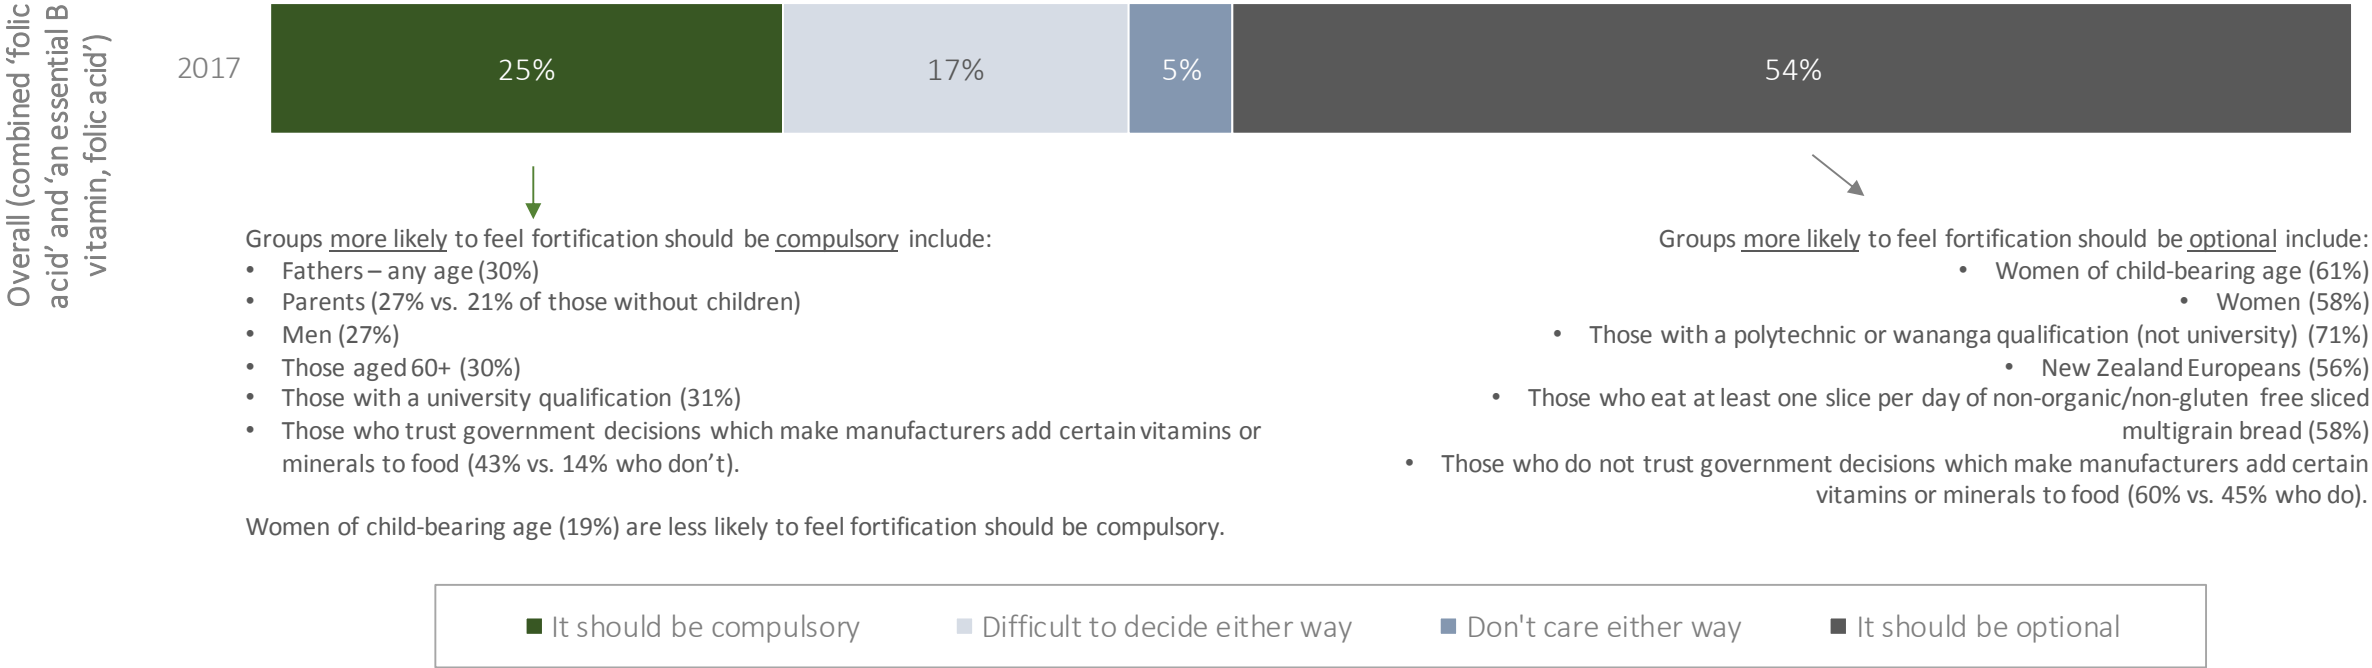 Overall (combined ‘folic
acid’ and ‘an essential B
vitamin, folic acid’)
2017
25%
17%
5%
54%
Groups more likely to feel fortification should be compulsory include:
• Fathers – any age (30%)
• Parents (27% vs. 21% of those without children)
• Men (27%)
• Those aged 60+ (30%)
• Those with a university qualification (31%)
• Those who trust government decisions which make manufacturers add certain vitamins or
minerals to food (43% vs. 14% who don’t).
Women of child-bearing age (19%) are less likely to feel fortification should be compulsory.
Groups more likely to feel fortification should be optional include:
• Women of child-bearing age (61%)
• Women (58%)
• Those with a polytechnic or wananga qualification (not university) (71%)
• New Zealand Europeans (56%)
• Those who eat at least one slice per day of non-organic/non-gluten free sliced
multigrain bread (58%)
• Those who do not trust government decisions which make manufacturers add certain
vitamins or minerals to food (60% vs. 45% who do).
It should be compulsory
Difficult to decide either way
Don't care either way
It should be optional